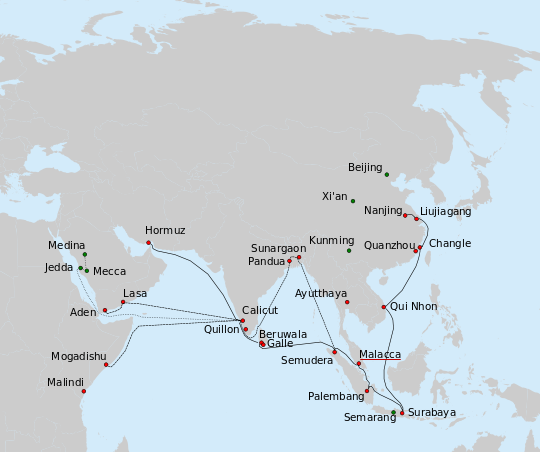 Beijing
Xi'an
Nanjing
Liujiagang
Hormuz
Kunming
Quanzhou
Changle
Medina
Sunargaon
Pandua
Jedda
Mecca
Lasa
Ayutthaya
Aden
Calicut
Qui Nhon
Quillon
Beruwala
Galle
Mogadishu
Semudera
Malacca
Malindi
Palembang
Semarang
Surabaya